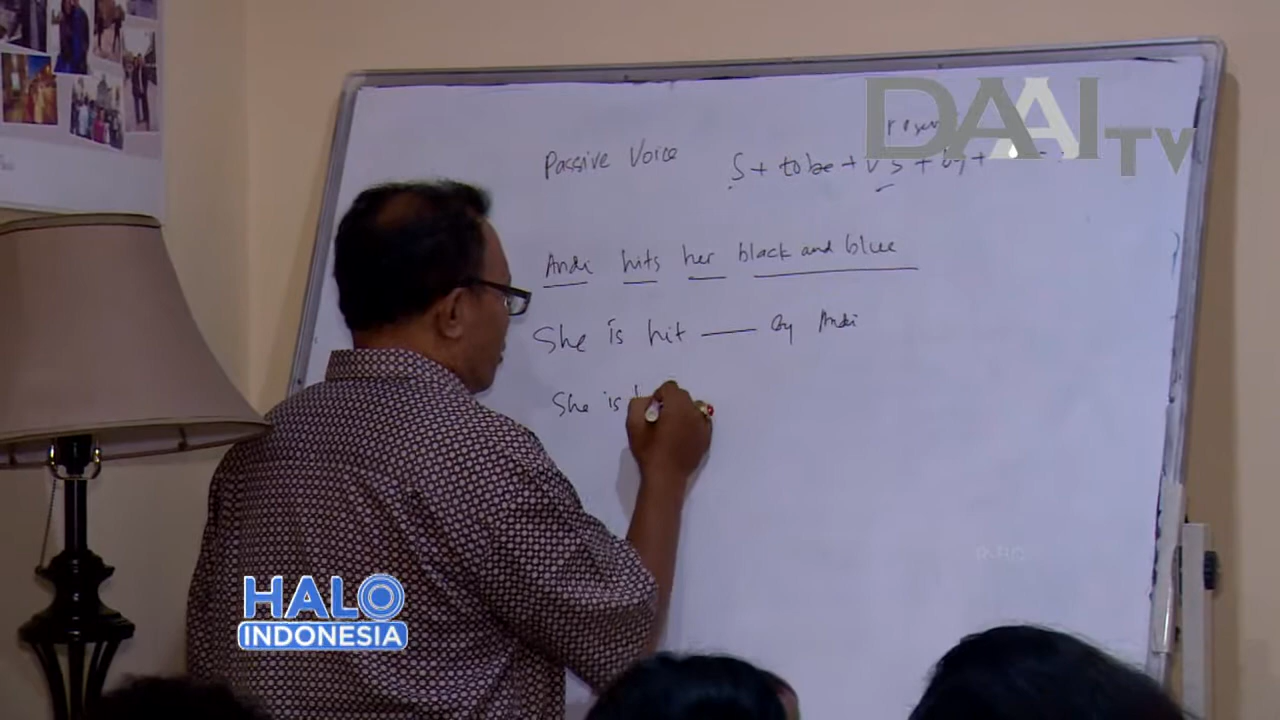 DAAI TV
Passive Voice
S + to be + V3 + by +
Andi hits her black and blue
She is hit by Andi
She is
HALO
INDONESIA